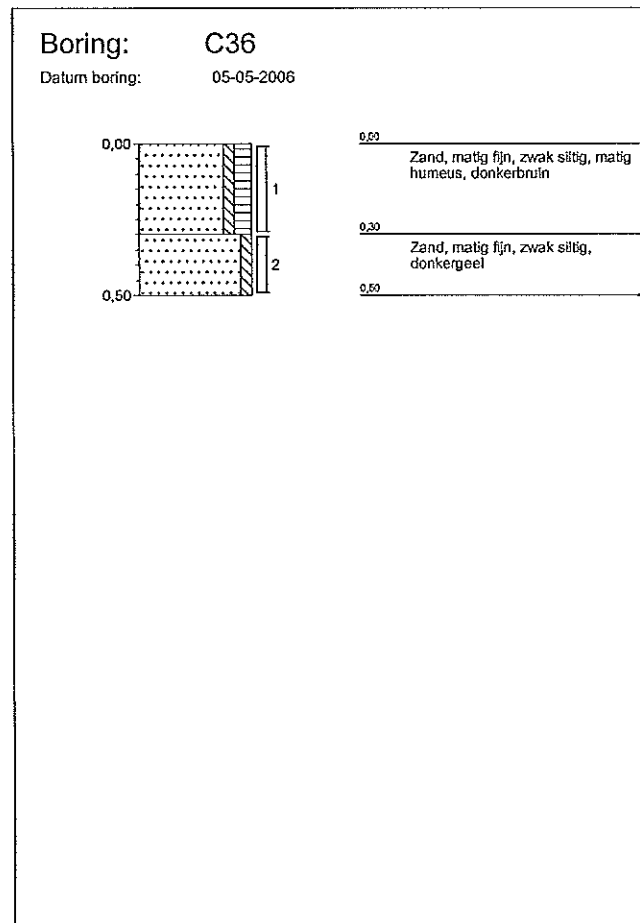 Boring: C36
Datum boring: 05-05-2006
0,00
1
2
0,50
0,00
Zand, matig fijn, zwak siltig, matig
humeus, donkerbruin
0,30
Zand, matig fijn, zwak siltig,
donkergeel
0,50